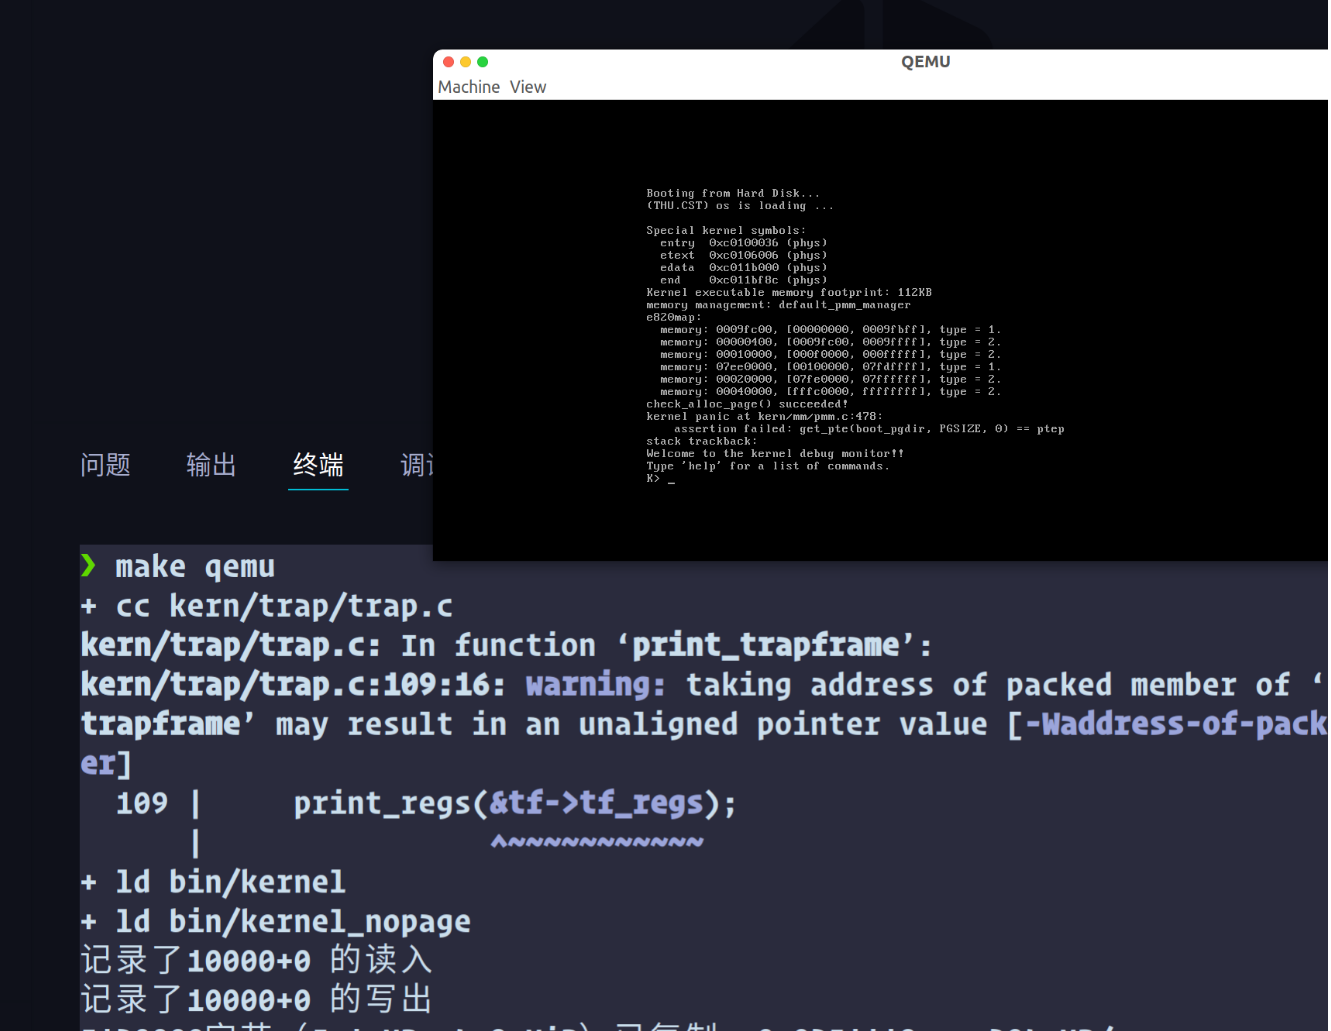 QEMU
Machine View
Booting from Hard Disk...
(THU.CST) os is loading ...
Special kernel symbols:
entry 0xc0100036 (phys)
etext 0xc0106006 (phys)
edata 0xc011b000 (phys)
end 0xc011bf8c (phys)
Kernel executable memory footprint: 112KB
memory management: default_pmm_manager
e820map:
memory: 0009fc00, [00000000, 0009fbff], type = 1.
memory: 00000400, [0009fc00, 0009ffff], type = 2.
memory: 00010000, [000f0000, 000fffff], type = 2.
memory: 07ee0000, [00100000, 07fdffff], type = 1.
memory: 00020000, [07fe0000, 07ffffff], type = 2.
memory: 00040000, [fffc0000, ffffffff], type = 2.
check_alloc_page() succeeded!
kernel panic at kern/mm/pmm.c:478:
assertion failed: get_pte(boot_pgdir, PGSIZE, 0) == ptep
stack trackback:
Welcome to the kernel debug monitor!!
Type 'help' for a list of commands.
K> _
问题 输出 终端 调
❯ make qemu
+ cc kern/trap/trap.c
kern/trap/trap.c: In function ‘print_trapframe’:
kern/trap/trap.c:109:16: warning: taking address of packed member of ‘
trapframe’ may result in an unaligned pointer value [-Waddress-of-pack
er]
109 | print_regs(&tf->tf_regs);
| ^~~~~~~~~~~~
+ ld bin/kernel
+ ld bin/kernel_nopage
记录了10000+0 的读入
记录了10000+0 的写出